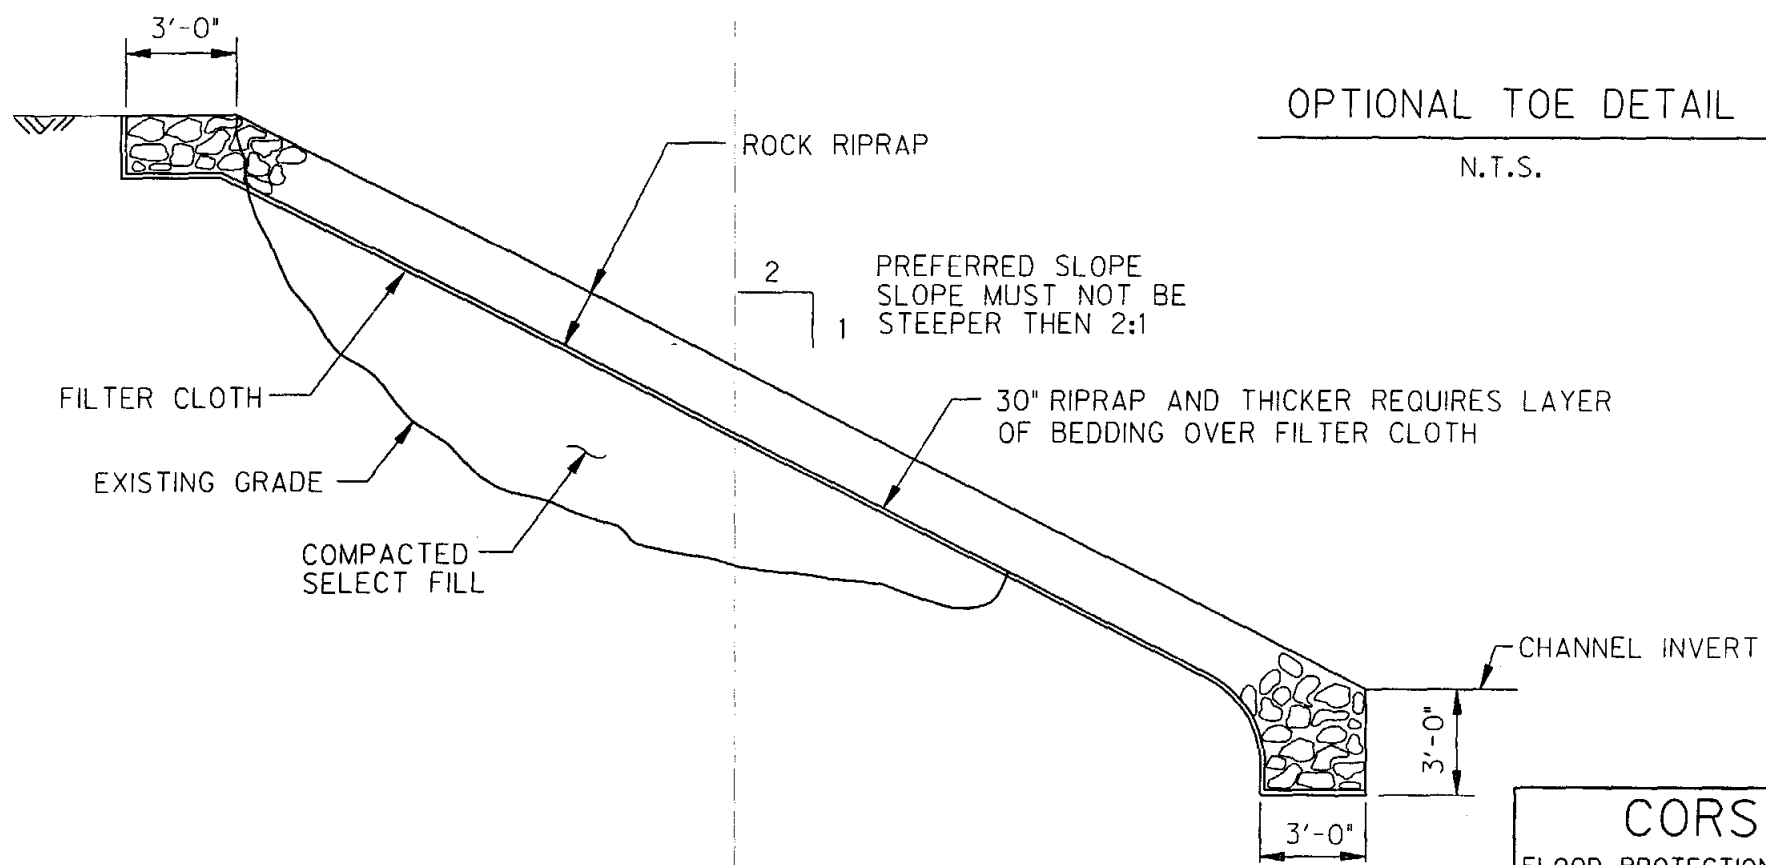 3'-0"
OPTIONAL TOE DETAIL
N.T.S.
ROCK RIPRAP
2
1
PREFERRED SLOPE
SLOPE MUST NOT BE
STEEPER THEN 2:1
FILTER CLOTH
30" RIPRAP AND THICKER REQUIRES LAYER
OF BEDDING OVER FILTER CLOTH
EXISTING GRADE
COMPACTED
SELECT FILL
CHANNEL INVERT
3'-0"
3'-0"
CORS
FLOOD PROTECTION